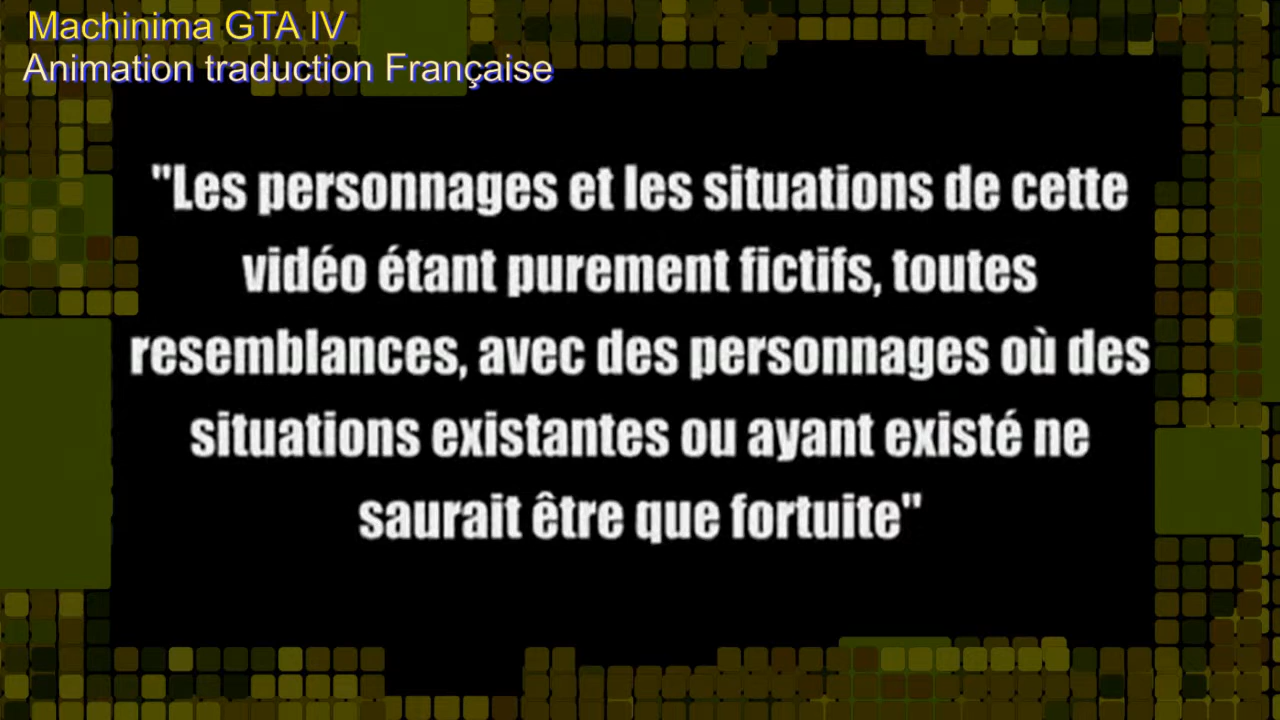 Machinima GTA IV
Animation traduction Française
"Les personnages et les situations de cette
vidéo étant purement fictifs, toutes
resemblances, avec des personnages où des
situations existantes ou ayant existé ne
saurait être que fortuite"